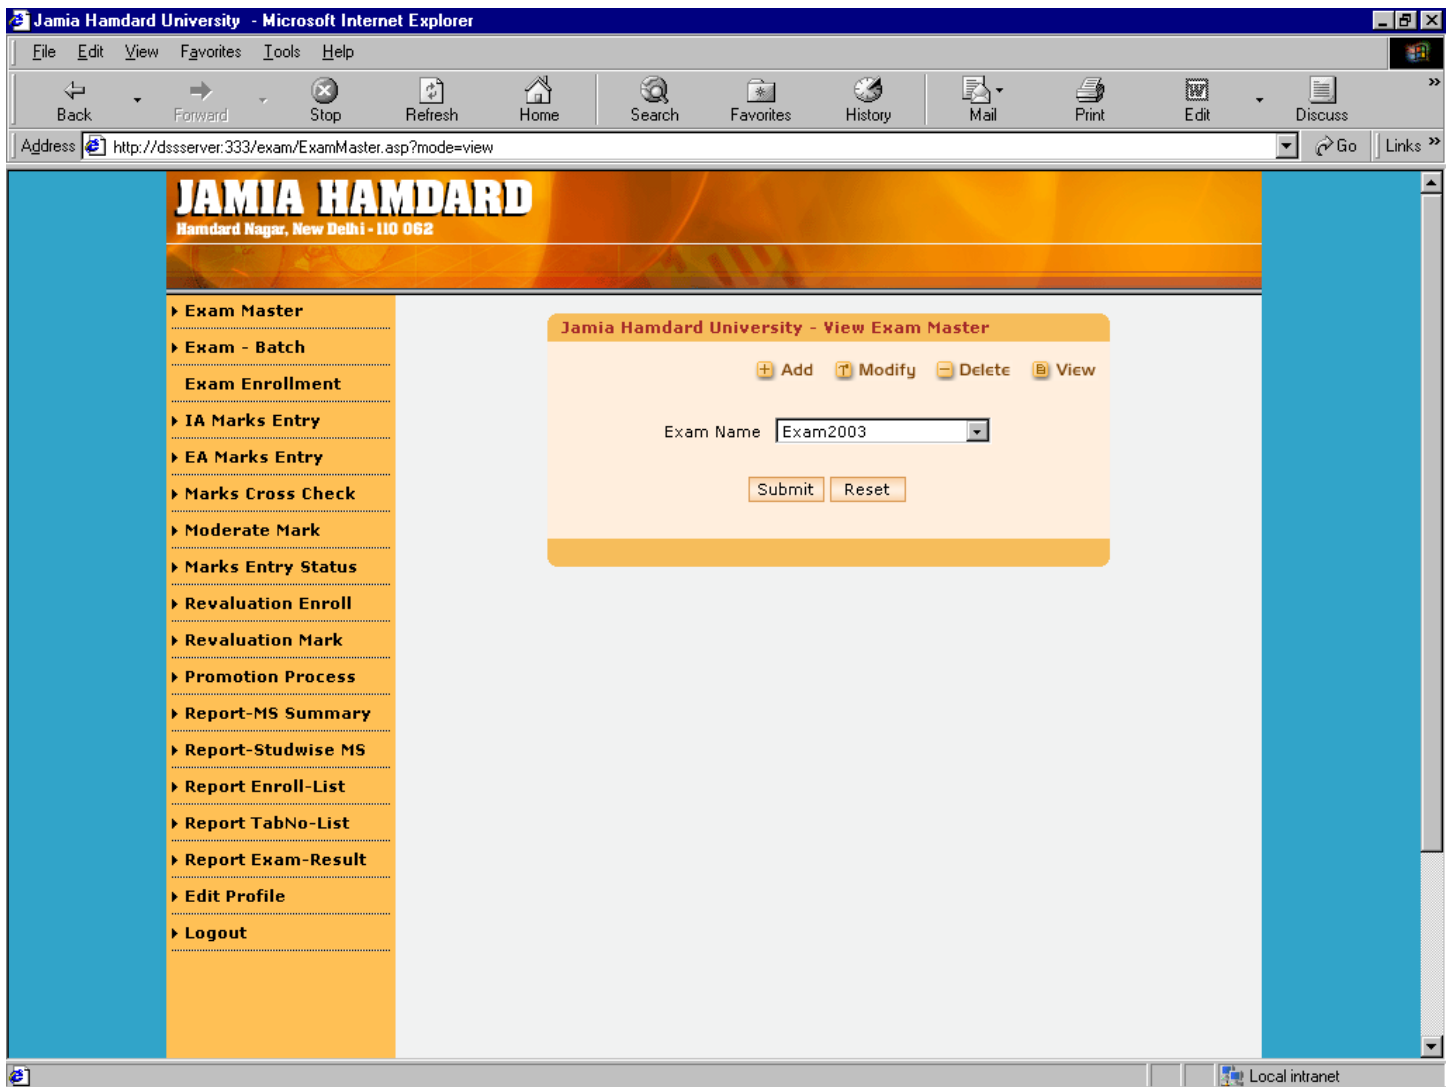 Jamia Hamdard University - Microsoft Internet Explorer
File Edit View Favorites Tools Help
Back Forward Stop Refresh Home Search Favorites History Mail Print Edit Discuss »
Address http://dssserver:333/exam/ExamMaster.asp?mode=view Go Links »
JAMIA HAMDARD
Hamdard Nagar, New Delhi - 110 062
Exam Master
Exam - Batch
Exam Enrollment
IA Marks Entry
EA Marks Entry
Marks Cross Check
Moderate Mark
Marks Entry Status
Revaluation Enroll
Revaluation Mark
Promotion Process
Report-MS Summary
Report-Studwise MS
Report Enroll-List
Report TabNo-List
Report Exam-Result
Edit Profile
Logout
Jamia Hamdard University - View Exam Master
Add Modify Delete View
Exam Name Exam2003
Submit Reset
Local intranet